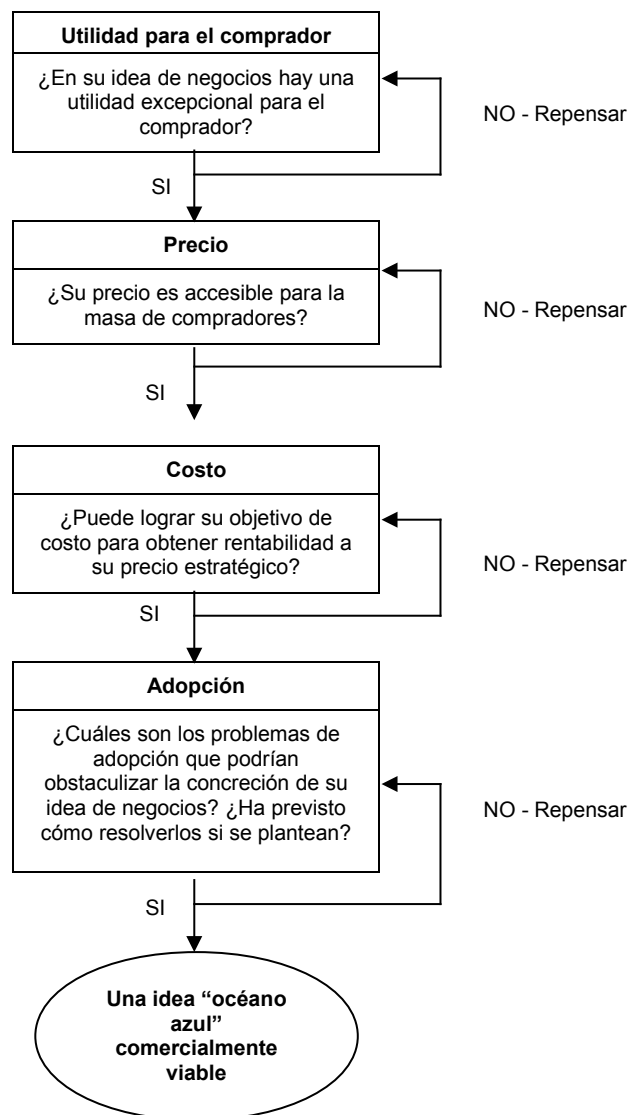 Utilidad para el comprador
¿En su idea de negocios hay una
utilidad excepcional para el
comprador?
NO - Repensar
SI
Precio
¿Su precio es accesible para la
masa de compradores?
NO - Repensar
SI
Costo
¿Puede lograr su objetivo de
costo para obtener rentabilidad a
su precio estratégico?
NO - Repensar
SI
Adopción
¿Cuáles son los problemas de
adopción que podrían
obstaculizar la concreción de su
idea de negocios? ¿Ha previsto
cómo resolverlos si se plantean?
NO - Repensar
SI
Una idea “océano
azul”
comercialmente
viable